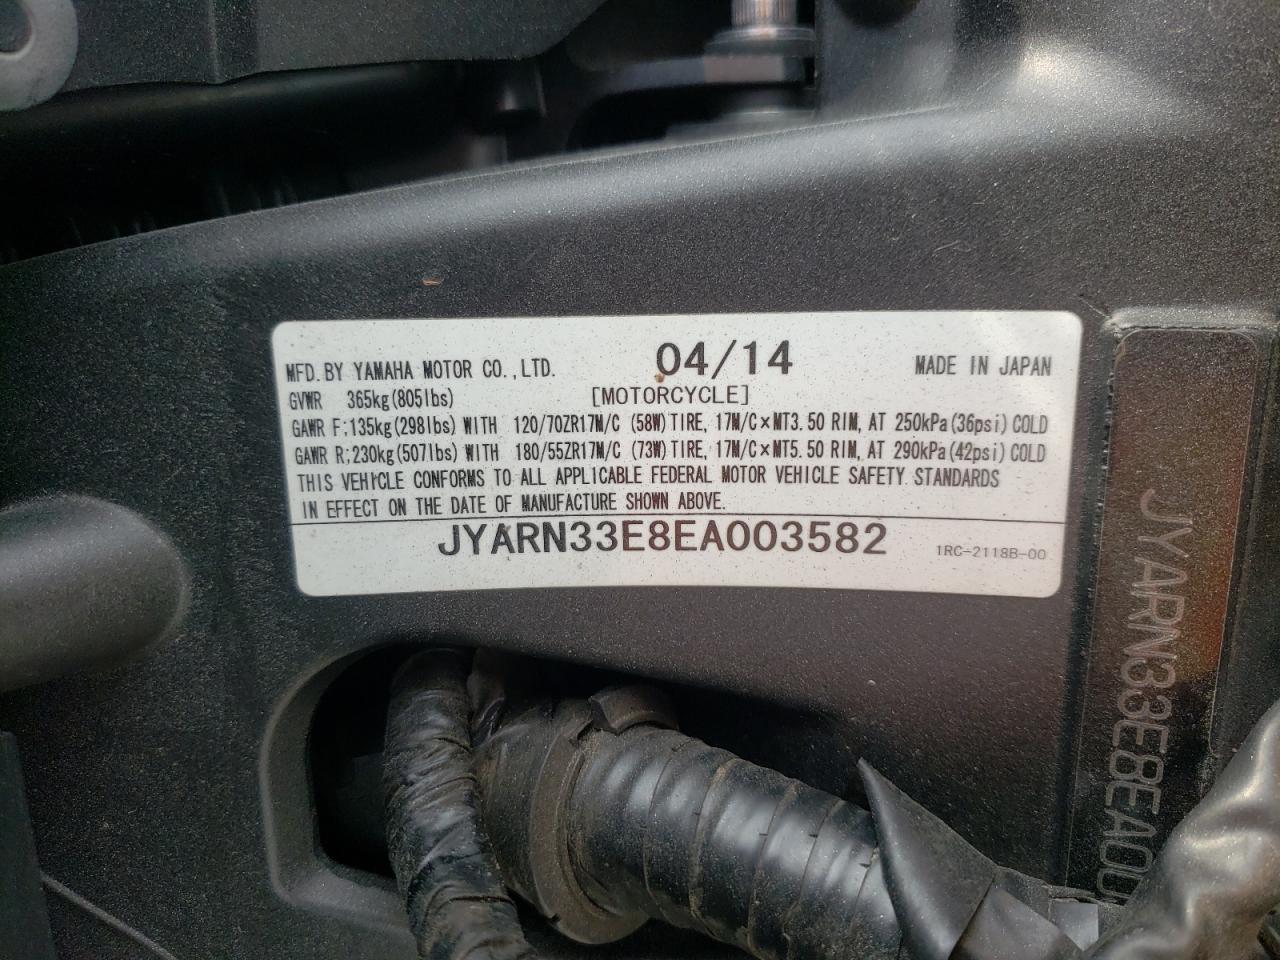 MFD. BY YAMAHA MOTOR CO., LTD. 04/14 MADE IN JAPAN
GVWR 365kg(805lbs) [MOTORCYCLE]
GAWR F;135kg(298lbs) WITH 120/70ZR17M/C (58W)TIRE, 17M/C×MT3.50 RIM, AT 250kPa(36psi) COLD
GAWR R;230kg(507lbs) WITH 180/55ZR17M/C (73W)TIRE, 17M/C×MT5.50 RIM, AT 290kPa(42psi) COLD
THIS VEHICLE CONFORMS TO ALL APPLICABLE FEDERAL MOTOR VEHICLE SAFETY STANDARDS
IN EFFECT ON THE DATE OF MANUFACTURE SHOWN ABOVE.
JYARN33E8EA003582 1RC-2118B-00
JYARN33E8EA00